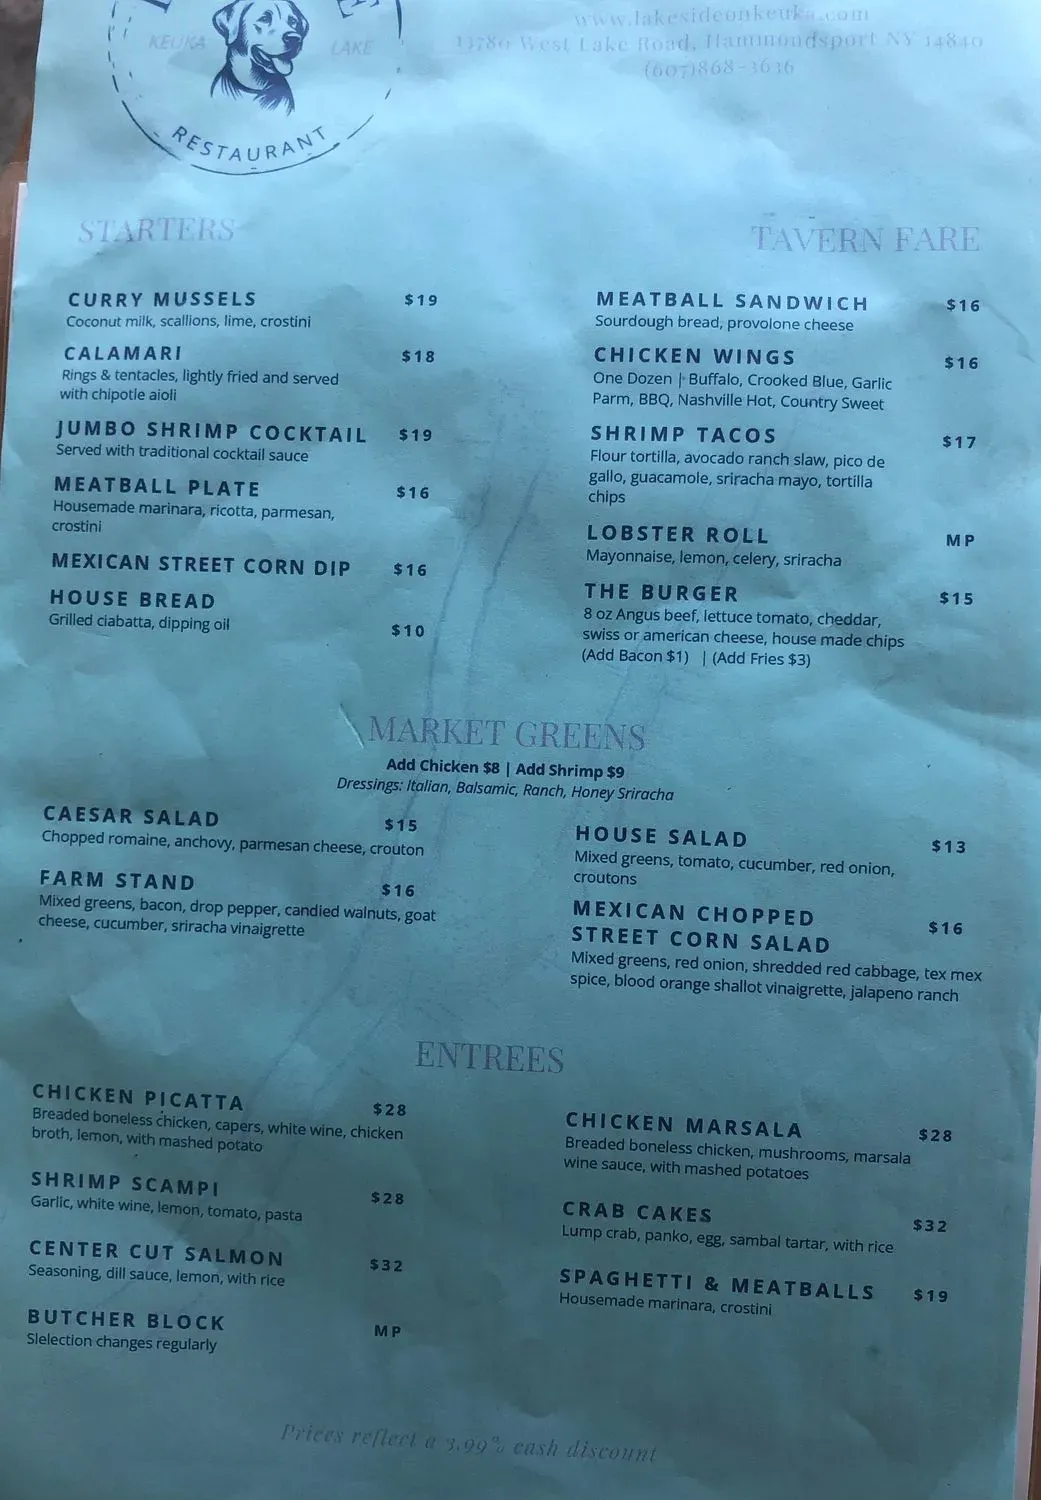 KEUKA LAKE
RESTAURANT
www.lakesideonkeuka.com
13780 West Lake Road, Hammondsport NY 14840
(607)868-3636
STARTERS
CURRY MUSSELS $19
Coconut milk, scallions, lime, crostini
CALAMARI $18
Rings & tentacles, lightly fried and served
with chipotle aioli
JUMBO SHRIMP COCKTAIL $19
Served with traditional cocktail sauce
MEATBALL PLATE $16
Housemade marinara, ricotta, parmesan,
crostini
MEXICAN STREET CORN DIP $16
HOUSE BREAD
Grilled ciabatta, dipping oil $10
TAVERN FARE
MEATBALL SANDWICH $16
Sourdough bread, provolone cheese
CHICKEN WINGS $16
One Dozen | Buffalo, Crooked Blue, Garlic
Parm, BBQ, Nashville Hot, Country Sweet
SHRIMP TACOS $17
Flour tortilla, avocado ranch slaw, pico de
gallo, guacamole, sriracha mayo, tortilla
chips
LOBSTER ROLL MP
Mayonnaise, lemon, celery, sriracha
THE BURGER $15
8 oz Angus beef, lettuce tomato, cheddar,
swiss or american cheese, house made chips
(Add Bacon $1) | (Add Fries $3)
MARKET GREENS
Add Chicken $8 | Add Shrimp $9
Dressings: Italian, Balsamic, Ranch, Honey Sriracha
CAESAR SALAD $15
Chopped romaine, anchovy, parmesan cheese, crouton
FARM STAND $16
Mixed greens, bacon, drop pepper, candied walnuts, goat
cheese, cucumber, sriracha vinaigrette
HOUSE SALAD $13
Mixed greens, tomato, cucumber, red onion,
croutons
MEXICAN CHOPPED
STREET CORN SALAD $16
Mixed greens, red onion, shredded red cabbage, tex mex
spice, blood orange shallot vinaigrette, jalapeno ranch
ENTREES
CHICKEN PICATTA $28
Breaded boneless chicken, capers, white wine, chicken
broth, lemon, with mashed potato
SHRIMP SCAMPI $28
Garlic, white wine, lemon, tomato, pasta
CENTER CUT SALMON $32
Seasoning, dill sauce, lemon, with rice
BUTCHER BLOCK MP
Slelection changes regularly
CHICKEN MARSALA $28
Breaded boneless chicken, mushrooms, marsala
wine sauce, with mashed potatoes
CRAB CAKES $32
Lump crab, panko, egg, sambal tartar, with rice
SPAGHETTI & MEATBALLS $19
Housemade marinara, crostini
Prices reflect a 3.99% cash discount